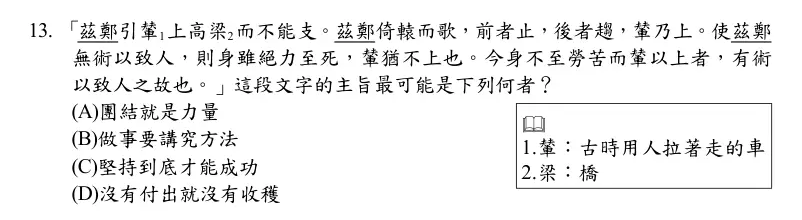 13. 「茲鄭引輦1上高梁2而不能支。茲鄭倚轅而歌，前者止，後者趨，輦乃上。使茲鄭
無術以致人，則身雖絕力至死，輦猶不上也。今身不至勞苦而輦以上者，有術
以致人之故也。」這段文字的主旨最可能是下列何者？
(A)團結就是力量
(B)做事要講究方法
(C)堅持到底才能成功
(D)沒有付出就沒有收穫
1.輦：古時用人拉著走的車
2.梁：橋